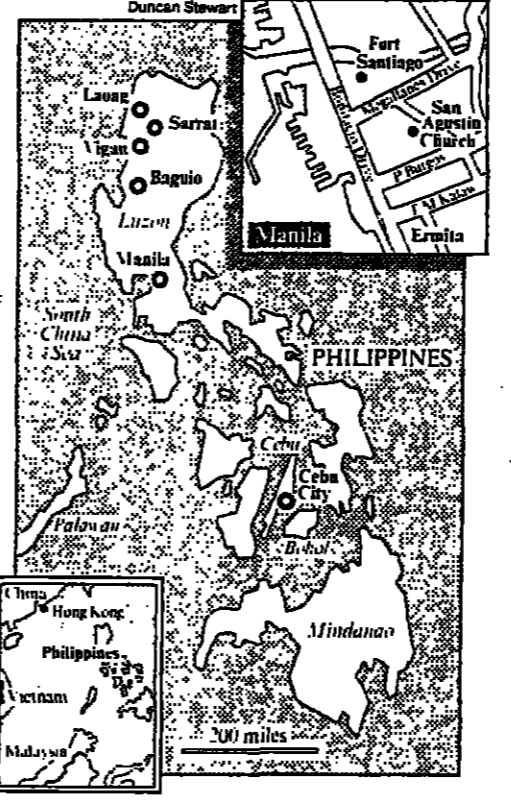 Duncan Stewart
Fort
Santiago
Magallanes Drive
Bonifacio Drive
San
Agustin
Church
P Burgos
T M Kalaw
Ermita
Manila
Laoag
Sarrat
Vigan
Baguio
Luzon
Manila
South
China
Sea
PHILIPPINES
Cebu
Cebu
City
Palawan
Bohol
Mindanao
200 miles
China
Hong Kong
Philippines
Vietnam
Malaysia